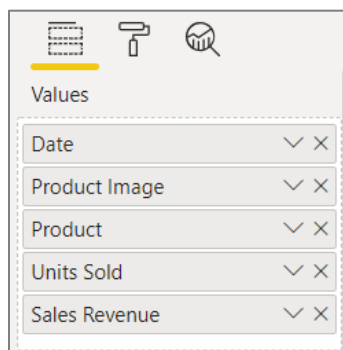 Values
Date
Product Image
Product
Units Sold
Sales Revenue